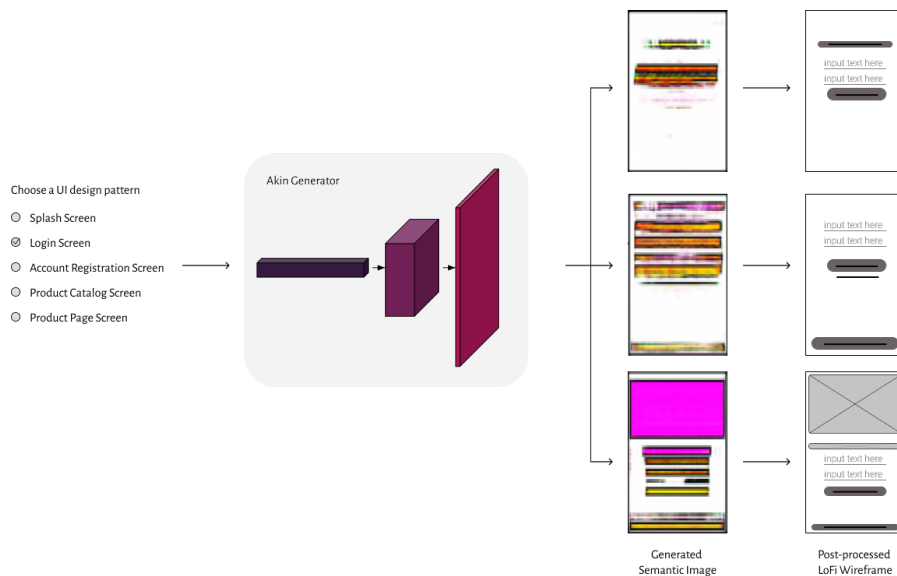 Choose a UI design pattern
Splash Screen
Login Screen
Account Registration Screen
Product Catalog Screen
Product Page Screen
Akin Generator
input text here
input text here
input text here
input text here
input text here
input text here
Generated
Semantic Image
Post-processed
LoFi Wireframe